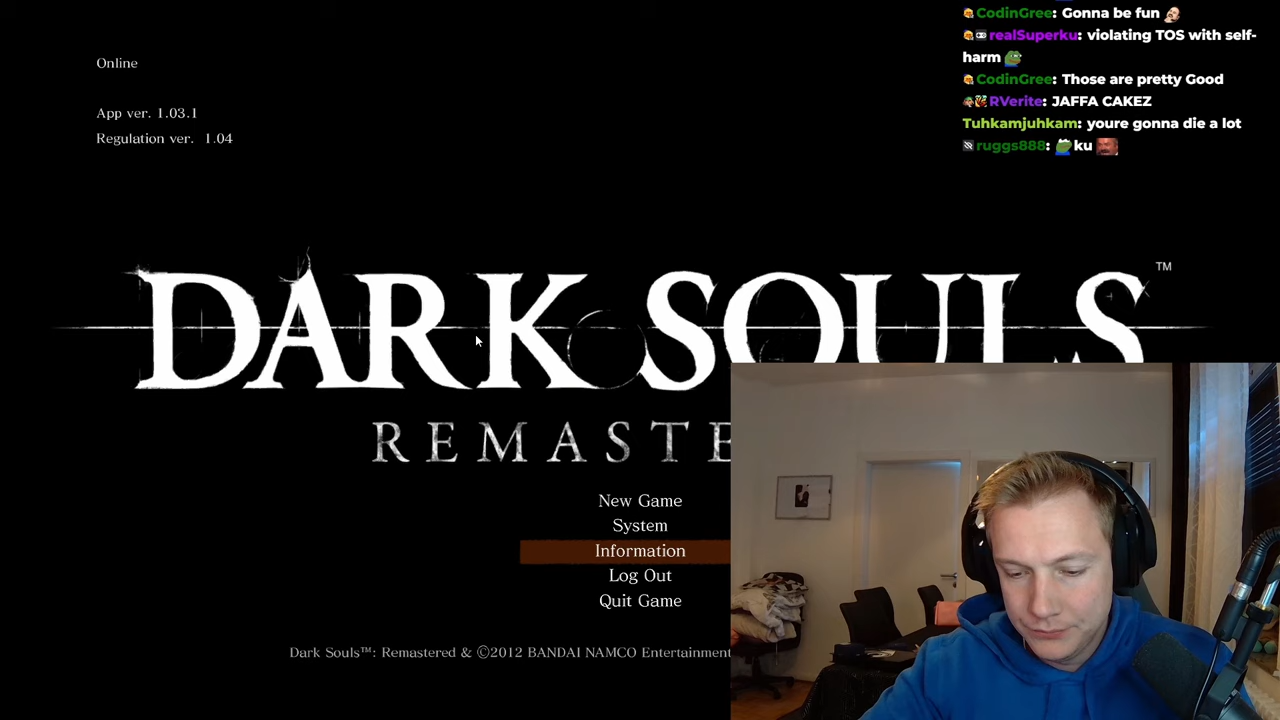 Online
App ver. 1.03.1
Regulation ver. 1.04
CodinGree: Gonna be fun
realSuperku: violating TOS with self-
harm
CodinGree: Those are pretty Good
RVerite: JAFFA CAKEZ
Tuhkamjuhkam: youre gonna die a lot
ruggs888: ku
DARK SOULS™
REMASTE
New Game
System
Information
Log Out
Quit Game
Dark Souls™: Remastered & ©2012 BANDAI NAMCO Entertainment